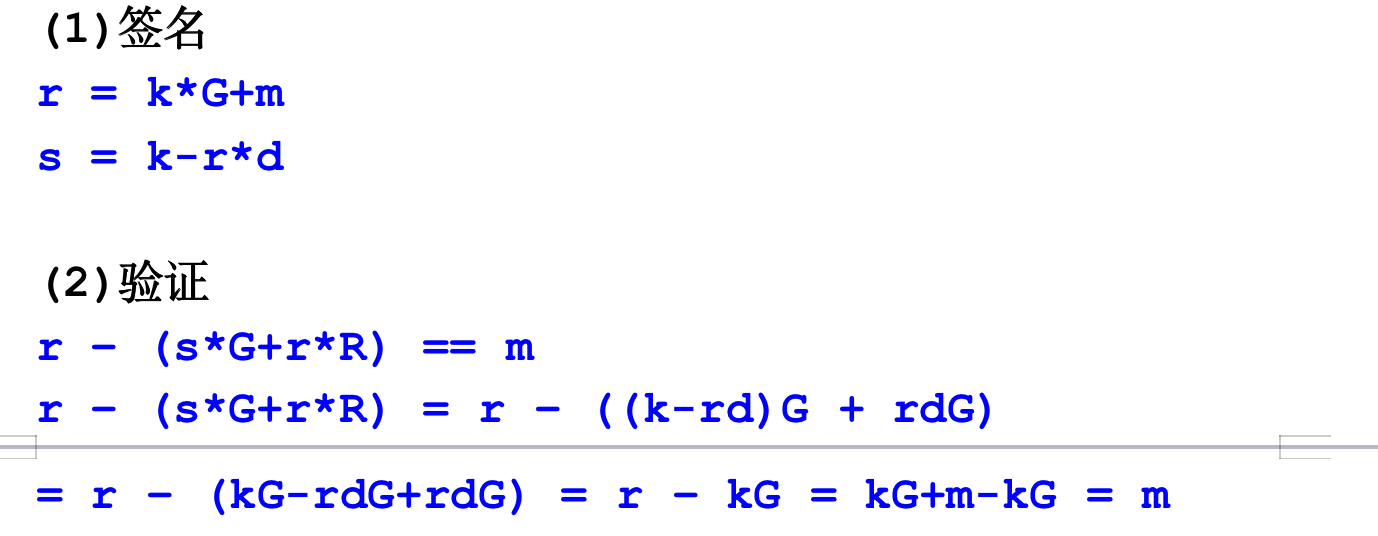 (1)签名
r = k*G+m
s = k-r*d
(2)验证
r - (s*G+r*R) == m
r - (s*G+r*R) = r - ((k-rd)G + rdG)
= r - (kG-rdG+rdG) = r - kG = kG+m-kG = m